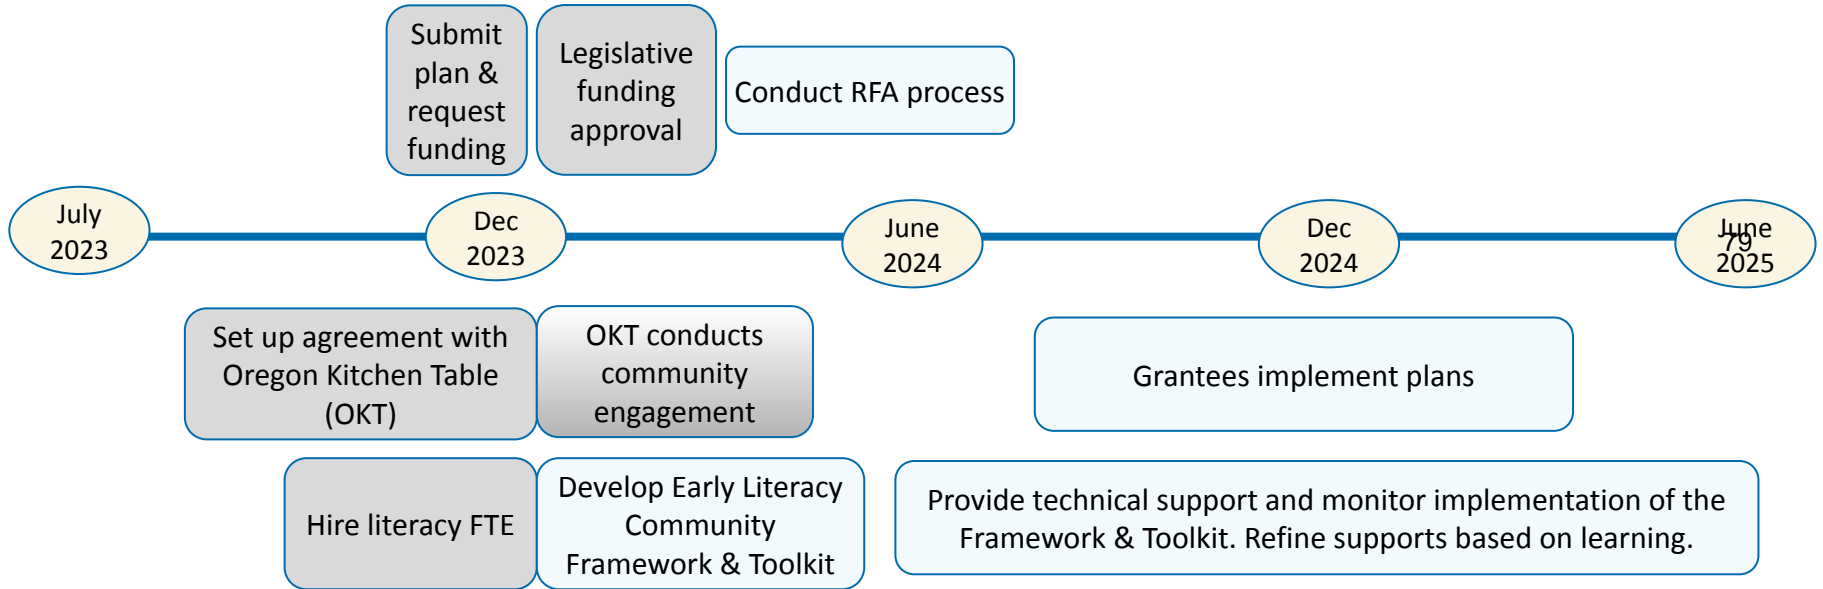 Submit
plan &
request
funding
Legislative
funding
approval
Conduct RFA process
July
2023
Dec
2023
June
2024
Dec
2024
June
79
2025
Set up agreement with
Oregon Kitchen Table
(OKT)
OKT conducts
community
engagement
Grantees implement plans
Hire literacy FTE
Develop Early Literacy
Community
Framework & Toolkit
Provide technical support and monitor implementation of the
Framework & Toolkit. Refine supports based on learning.